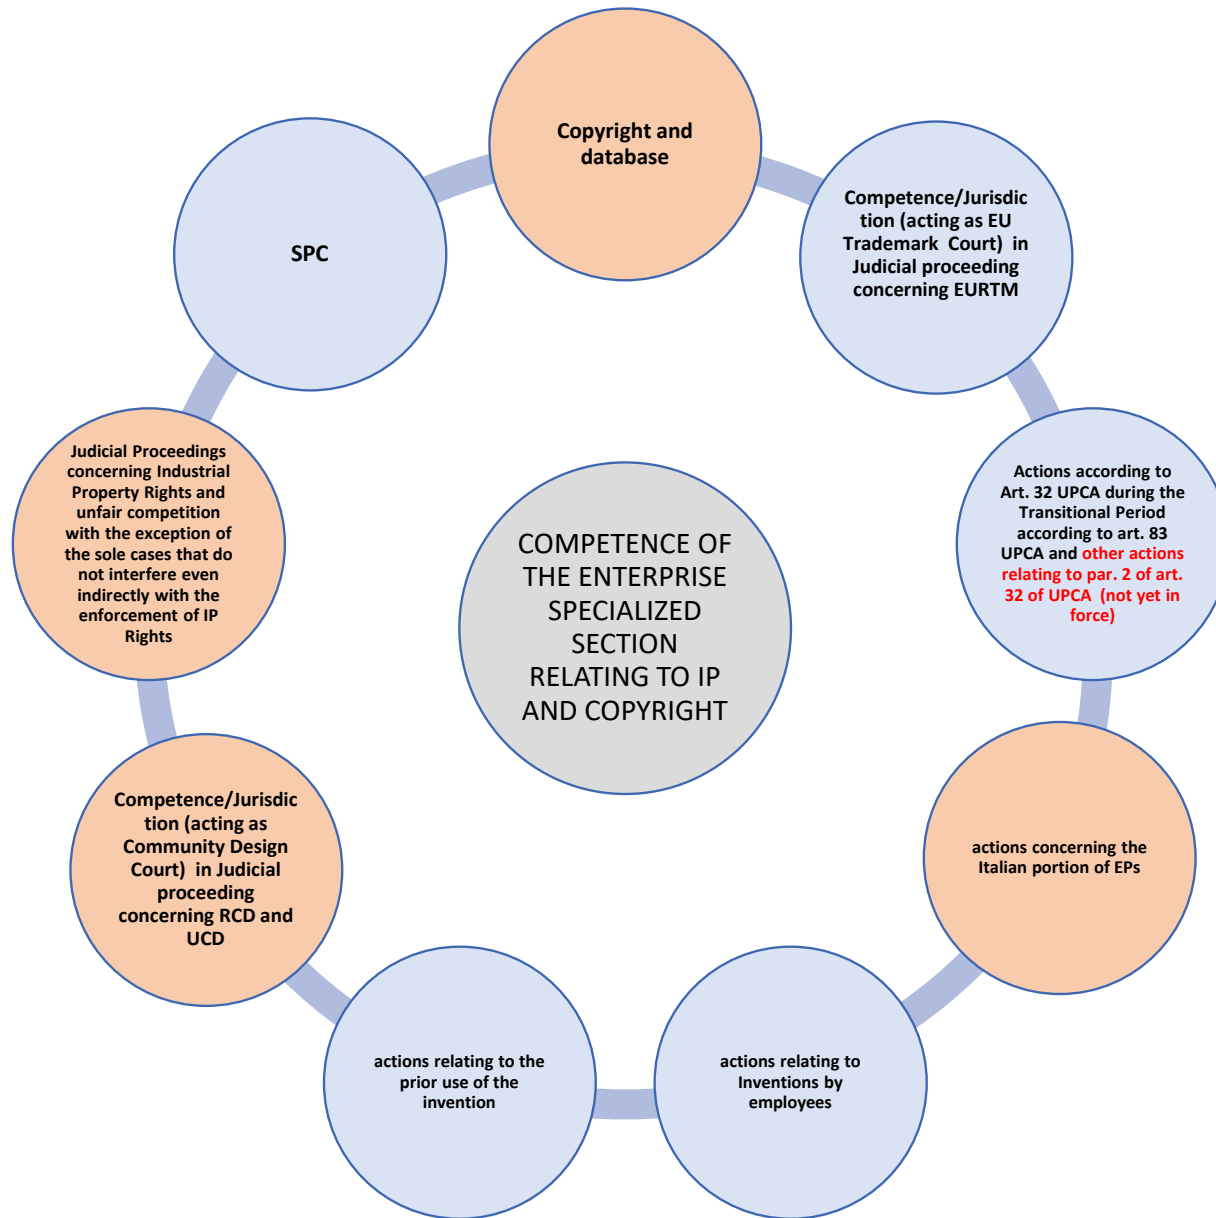 Copyright and
database
Competence/Jurisdic
tion (acting as EU
Trademark Court) in
Judicial proceeding
concerning EURTM
Actions according to
Art. 32 UPCA during the
Transitional Period
according to art. 83
UPCA and other actions
relating to par. 2 of art.
32 of UPCA (not yet in
force)
actions concerning the
Italian portion of EPs
actions relating to
Inventions by
employees
actions relating to the
prior use of the
invention
Competence/Jurisdic
tion (acting as
Community Design
Court) in Judicial
proceeding
concerning RCD and
UCD
Judicial Proceedings
concerning Industrial
Property Rights and
unfair competition
with the exception of
the sole cases that do
not interfere even
indirectly with the
enforcement of IP
Rights
SPC
COMPETENCE OF
THE ENTERPRISE
SPECIALIZED
SECTION
RELATING TO IP
AND COPYRIGHT